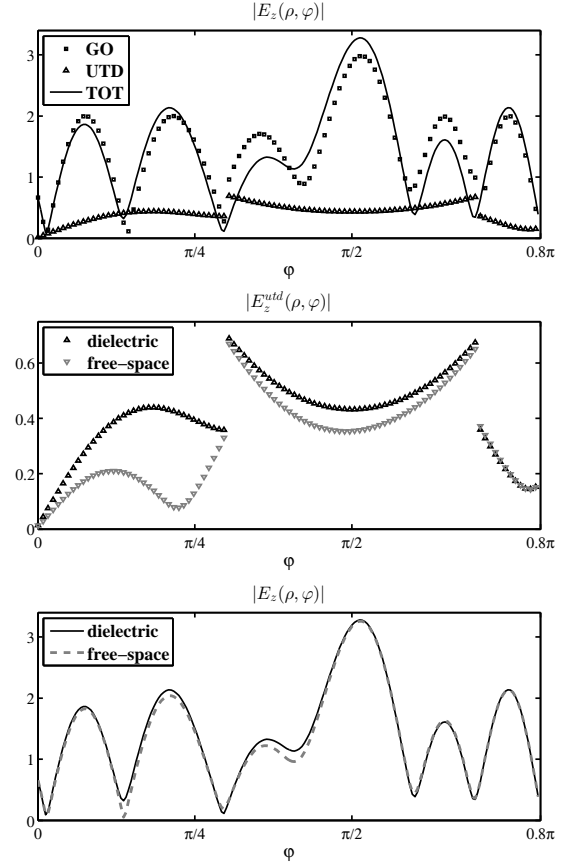 |E_z(ρ, φ)|
3
2
1
0
GO
UTD
TOT
0
π/4
π/2
0.8π
φ
|E_z^{utd}(ρ, φ)|
0.6
0.4
0.2
0
dielectric
free−space
0
π/4
π/2
0.8π
φ
|E_z(ρ, φ)|
3
2
1
0
dielectric
free−space
0
π/4
π/2
0.8π
φ